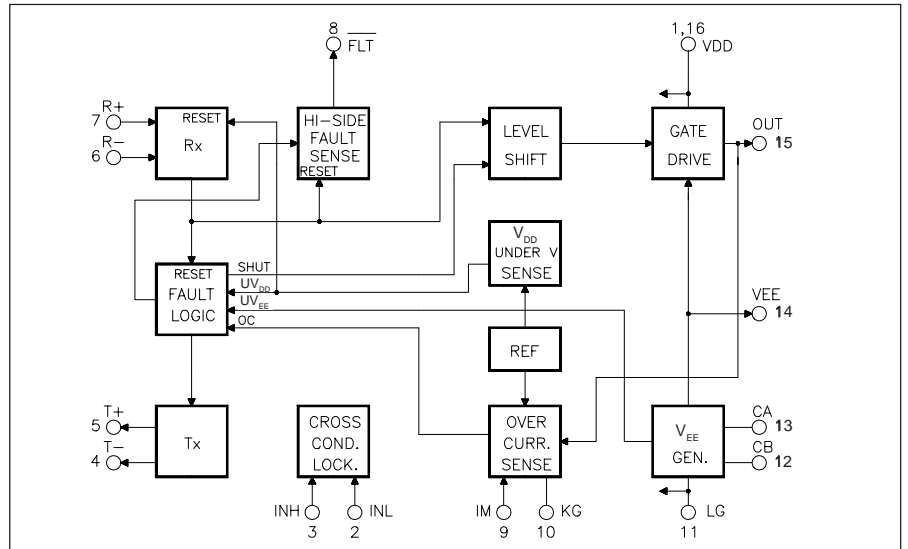 8
FLT
1,16
VDD
R+
7
R-
6
RESET
Rx
HI-SIDE
FAULT
SENSE
RESET
LEVEL
SHIFT
GATE
DRIVE
OUT
15
RESET
FAULT
LOGIC
SHUT
UVDD
UVEE
OC
VDD
UNDER V
SENSE
VEE
14
REF
T+
5
T-
4
Tx
CROSS
COND.
LOCK.
OVER
CURR.
SENSE
VEE
GEN.
CA
13
CB
12
INH
3
INL
2
IM
9
KG
10
LG
11